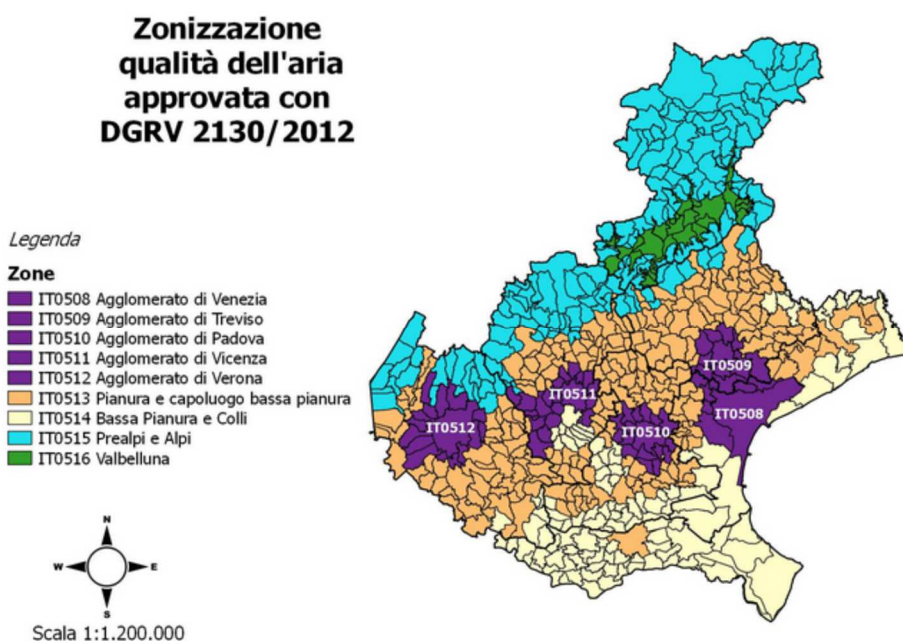 Zonizzazione
qualità dell'aria
approvata con
DGRV 2130/2012
Legenda
Zone
IT0508 Agglomerato di Venezia
IT0509 Agglomerato di Treviso
IT0510 Agglomerato di Padova
IT0511 Agglomerato di Vicenza
IT0512 Agglomerato di Verona
IT0513 Pianura e capoluogo bassa pianura
IT0514 Bassa Pianura e Colli
IT0515 Prealpi e Alpi
IT0516 Valbelluna
N
W E
S
Scala 1:1.200.000
IT0509
IT0511
IT0508
IT0512
IT0510